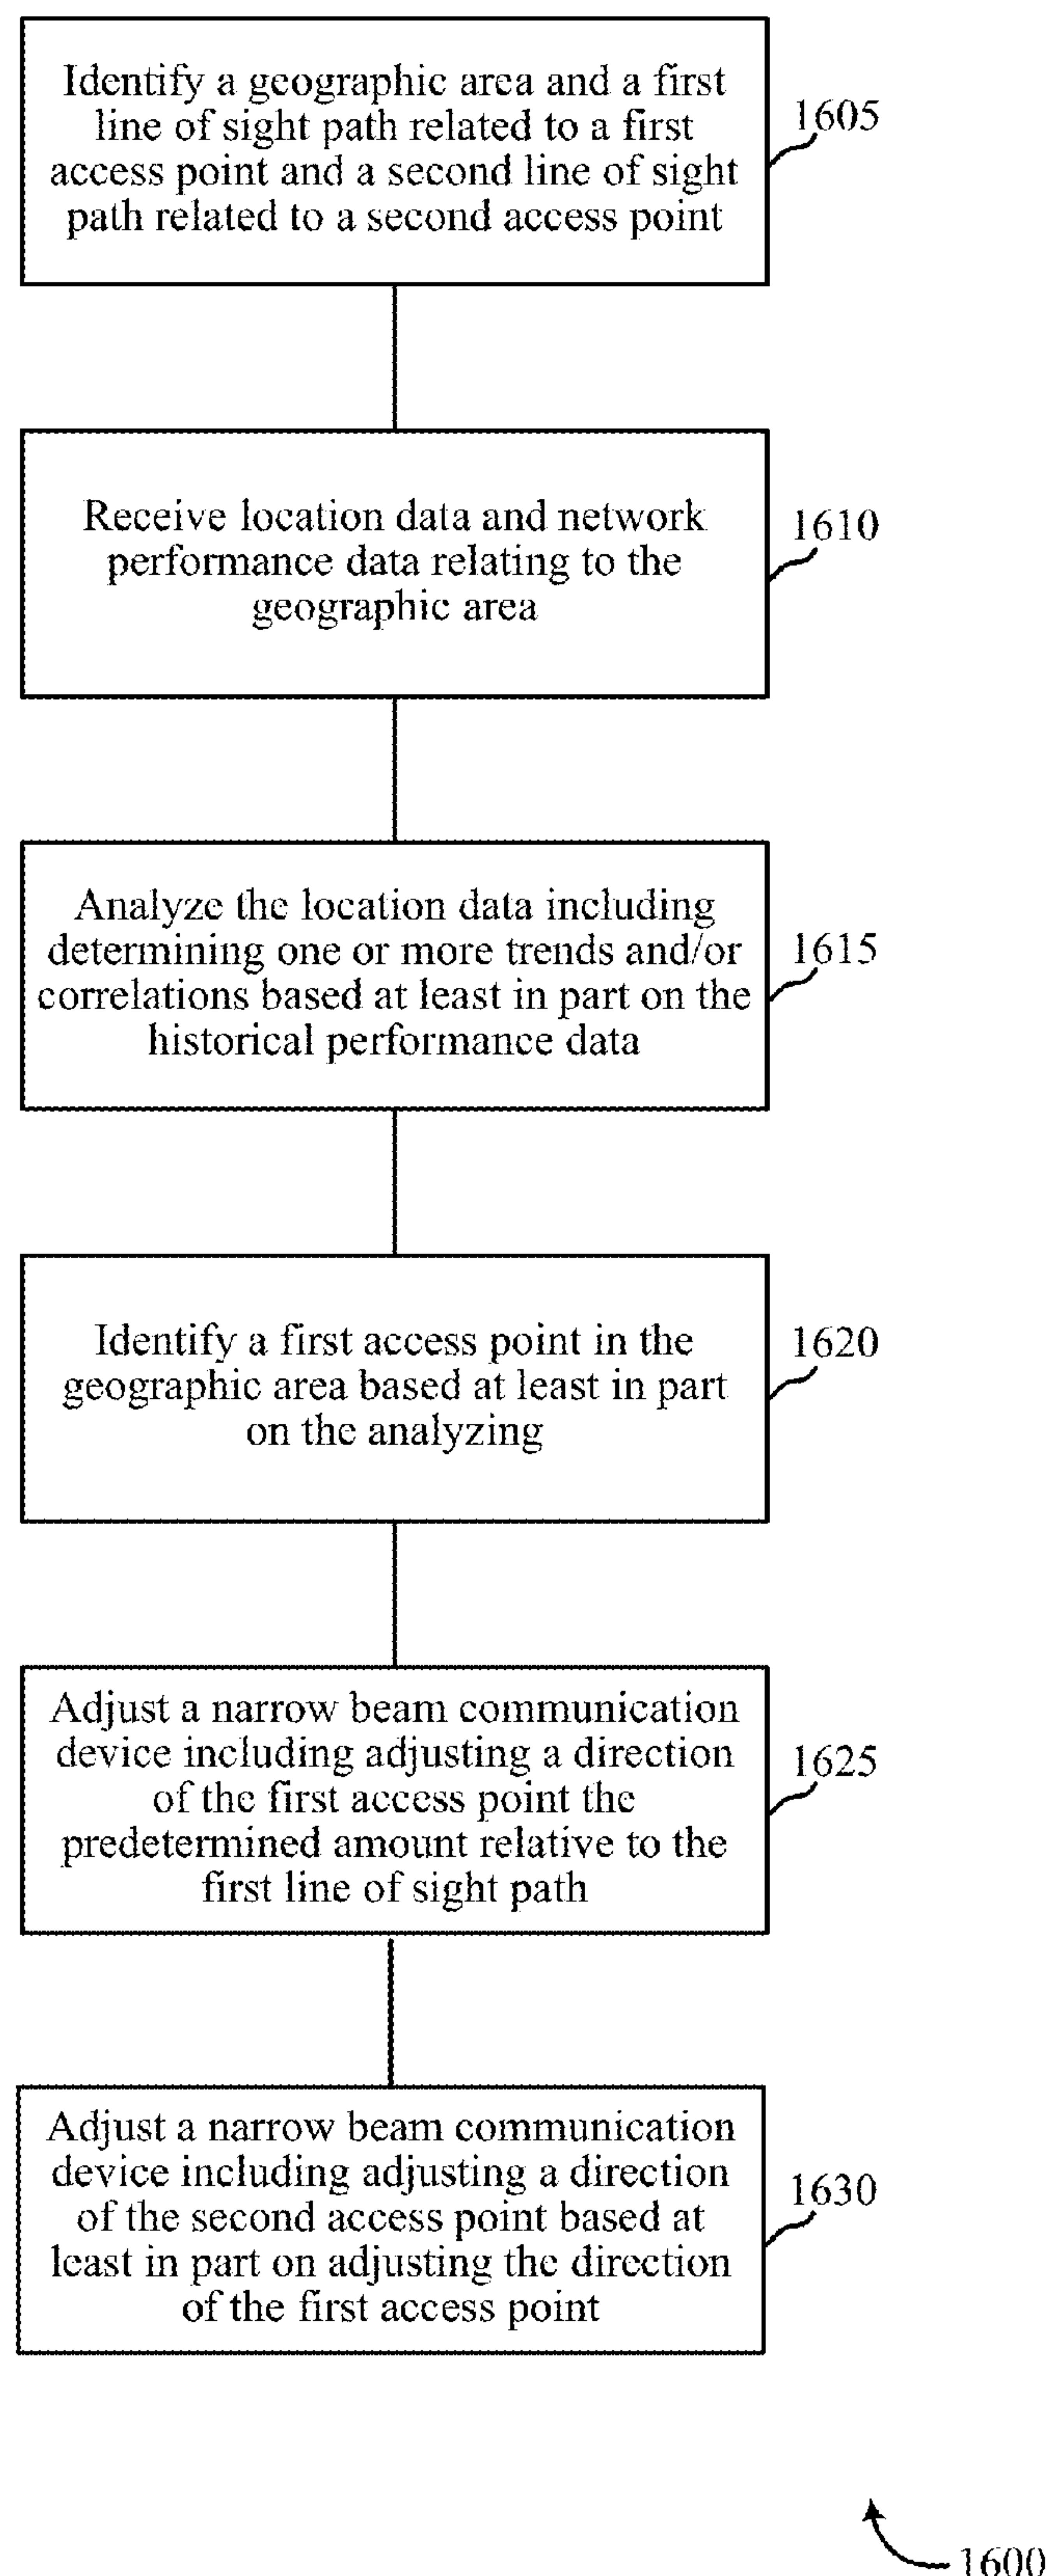 Identify a geographic area and a first
line of sight path related to a first
access point and a second line of sight
path related to a second access point
1605
Receive location data and network
performance data relating to the
geographic area
1610
Analyze the location data including
determining one or more trends and/or
correlations based at least in part on the
historical performance data
1615
Identify a first access point in the
geographic area based at least in part
on the analyzing
1620
Adjust a narrow beam communication
device including adjusting a direction
of the first access point the
predetermined amount relative to the
first line of sight path
1625
Adjust a narrow beam communication
device including adjusting a direction
of the second access point based at
least in part on adjusting the direction
of the first access point
1630
1600